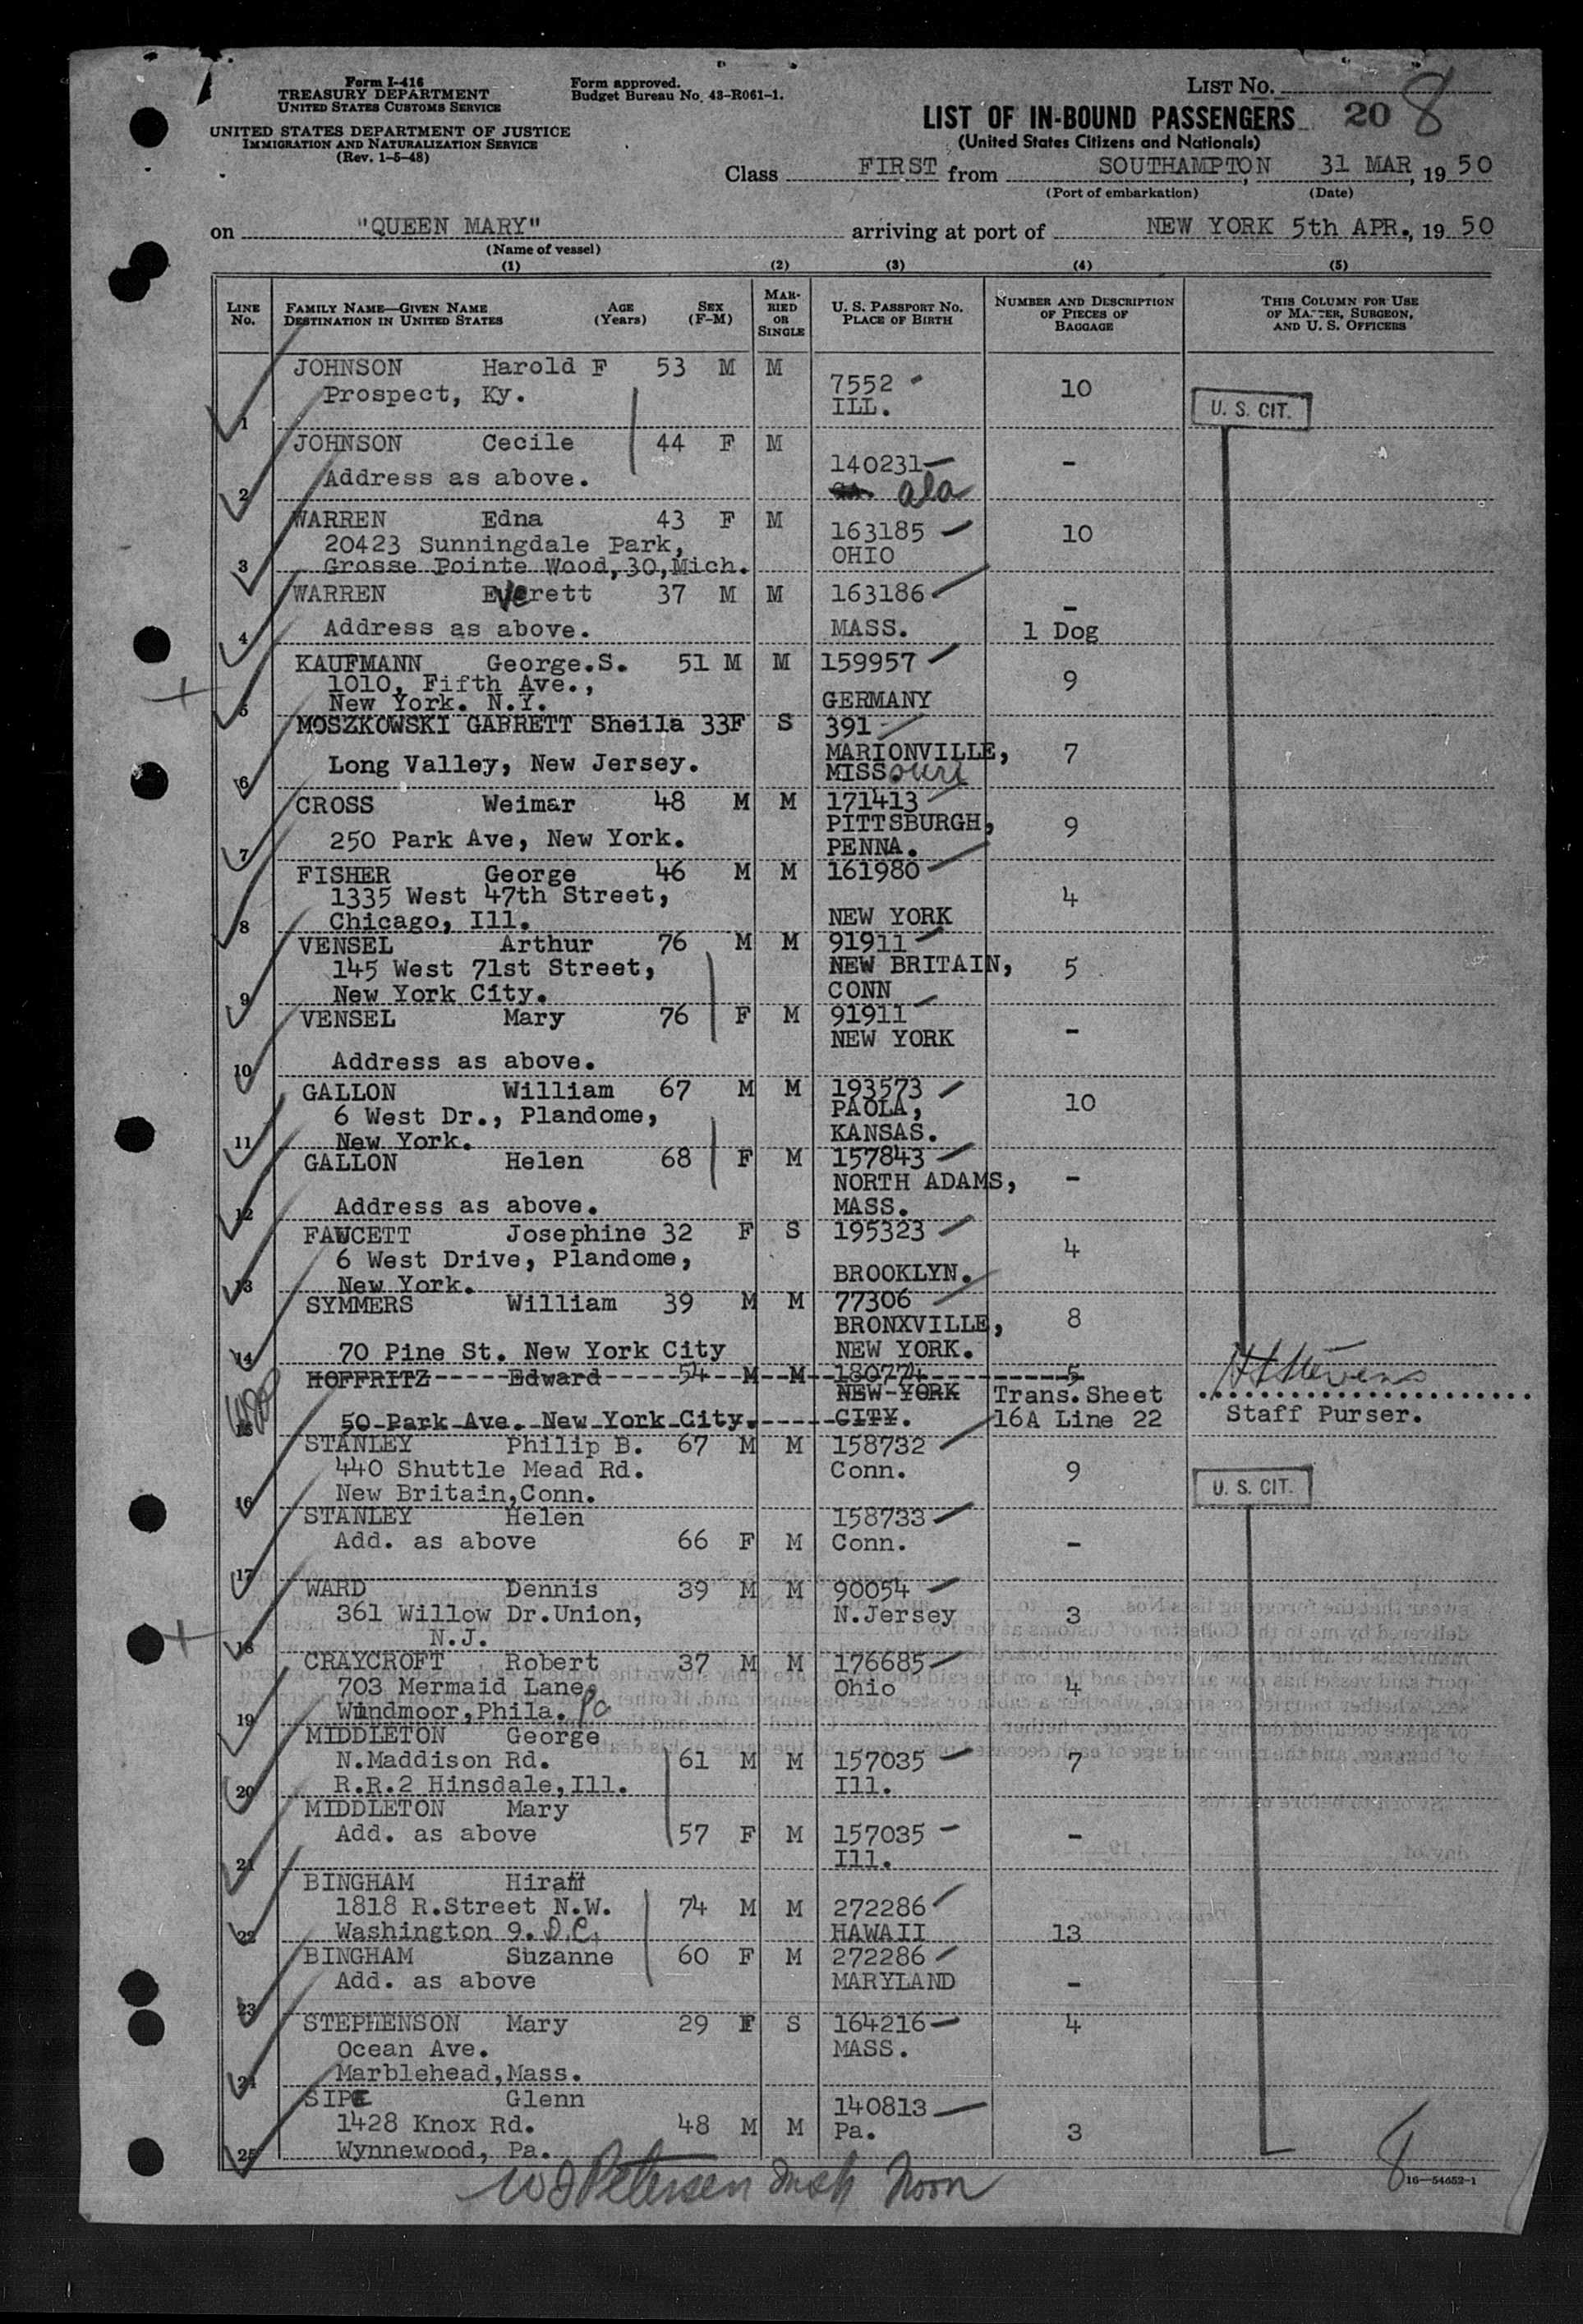 Form I-416
TREASURY DEPARTMENT
UNITED STATES CUSTOMS SERVICE
UNITED STATES DEPARTMENT OF JUSTICE
IMMIGRATION AND NATURALIZATION SERVICE
(Rev. 1-5-48)
Form approved.
Budget Bureau No. 43-R061-1.
LIST NO.
LIST OF IN-BOUND PASSENGERS 20 8
(United States Citizens and Nationals)
Class FIRST from SOUTHAMPTON, 31 MAR, 19 50
(Port of embarkation) (Date)
on "QUEEN MARY" arriving at port of NEW YORK 5th APR., 19 50
(Name of vessel)
(1) (2) (3) (4) (5)
LINE No. FAMILY NAME—GIVEN NAME DESTINATION IN UNITED STATES AGE (Years) SEX (F-M) MARRIED OR SINGLE U. S. PASSPORT NO. PLACE OF BIRTH NUMBER AND DESCRIPTION OF PIECES OF BAGGAGE THIS COLUMN FOR USE OF MASTER, SURGEON, AND U. S. OFFICERS
JOHNSON Harold F 53 M M 7552 10
1 Prospect, Ky. ILL. U. S. CIT.
JOHNSON Cecile 44 F M 140231 -
2 Address as above. ala
WARREN Edna 43 F M 163185 10
20423 Sunningdale Park, OHIO
3 Grosse Pointe Wood,30,Mich.
WARREN Everett 37 M M 163186 -
4 Address as above. MASS. 1 Dog
KAUFMANN George.S. 51 M M 159957 9
1010, Fifth Ave.,
5 New York. N.Y. GERMANY
MOSZKOWSKI GARRETT Sheila 33F S 391 7
MARIONVILLE,
6 Long Valley, New Jersey. MISSouri
CROSS Weimar 48 M M 171413 9
PITTSBURGH,
7 250 Park Ave, New York. PENNA.
FISHER George 46 M M 161980 4
1335 West 47th Street,
8 Chicago, Ill. NEW YORK
VENSEL Arthur 76 M M 91911 5
145 West 71st Street, NEW BRITAIN,
9 New York City. CONN
VENSEL Mary 76 F M 91911 -
NEW YORK
10 Address as above.
GALLON William 67 M M 193573 10
6 West Dr., Plandome, PAOLA,
11 New York. KANSAS.
GALLON Helen 68 F M 157843 -
NORTH ADAMS,
12 Address as above. MASS.
FAWCETT Josephine 32 F S 195323 4
6 West Drive, Plandome,
13 New York. BROOKLYN.
SYMMERS William 39 M M 77306 8
BRONXVILLE,
14 70 Pine St. New York City NEW YORK.
HOFFRITZ Edward 54 M M 180774 5 H Stevens
NEW YORK Trans. Sheet
15 50 Park Ave. New York City. CITY. 16A Line 22 Staff Purser.
STANLEY Philip B. 67 M M 158732 9
440 Shuttle Mead Rd. Conn.
16 New Britain,Conn. U. S. CIT.
STANLEY Helen 158733
17 Add. as above 66 F M Conn. -
WARD Dennis 39 M M 90054 3
361 Willow Dr.Union, N.Jersey
18 N.J.
CRAYCROFT Robert 37 M M 176685 4
703 Mermaid Lane, Ohio
19 Windmoor,Phila. Pa
MIDDLETON George
N.Maddison Rd. 61 M M 157035 7
20 R.R.2 Hinsdale,Ill. Ill.
MIDDLETON Mary
Add. as above 57 F M 157035 -
21 Ill.
BINGHAM Hiram
1818 R.Street N.W. 74 M M 272286
22 Washington 9. D.C. HAWAII 13
BINGHAM Suzanne 60 F M 272286
23 Add. as above MARYLAND -
STEPHENSON Mary 29 F S 164216 4
Ocean Ave. MASS.
24 Marblehead,Mass.
SIPE Glenn 140813
1428 Knox Rd. 48 M M Pa. 3
25 Wynnewood, Pa.
WJ Petersen Insp Norn
8
16—54652-1